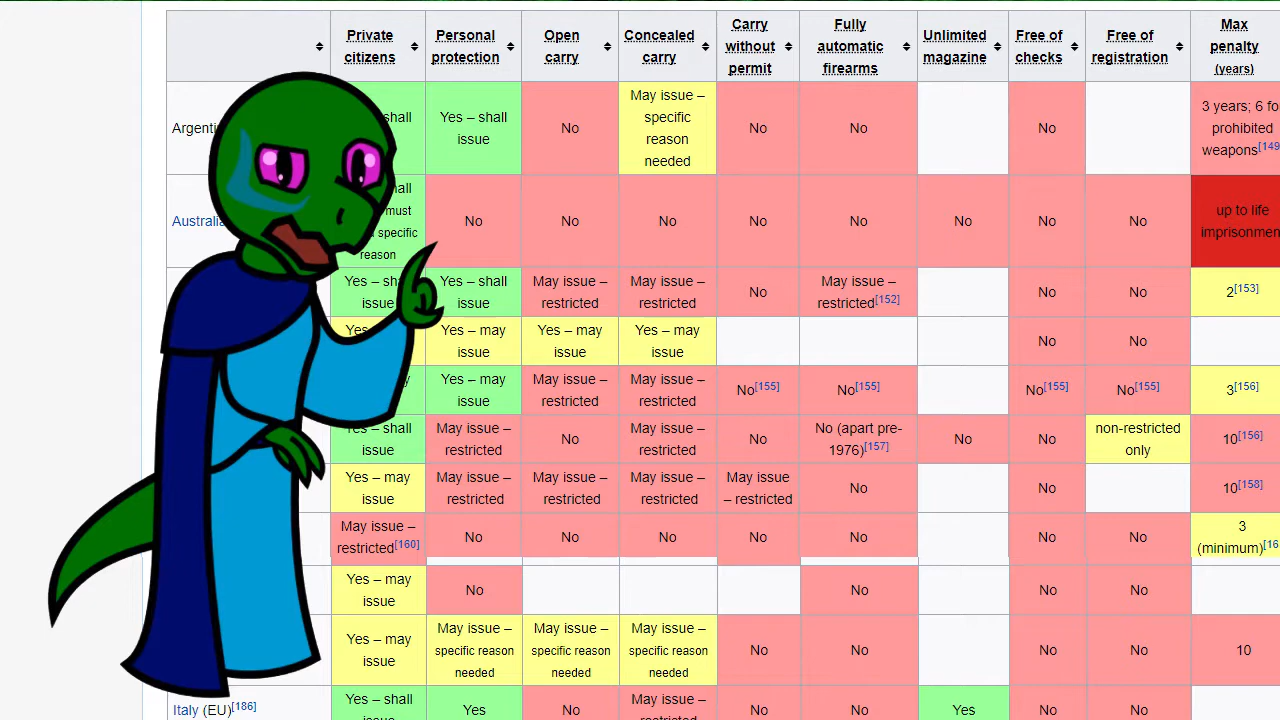 Private citizens
Personal protection
Open carry
Concealed carry
Carry without permit
Fully automatic firearms
Unlimited magazine
Free of checks
Free of registration
Max penalty (years)
Argenti
shall
Yes – shall issue
No
May issue – specific reason needed
No
No
No
3 years; 6 fo
prohibited
weapons[149
Australia
must
specific
reason
No
No
No
No
No
No
No
No
up to life
imprisonmen
Yes – sha
issue
Yes – shall issue
May issue – restricted
May issue – restricted
No
May issue – restricted[152]
No
No
2[153]
Yes
Yes – may issue
Yes – may issue
Yes – may issue
No
No
Yes – may issue
May issue – restricted
May issue – restricted
No[155]
No[155]
No[155]
No[155]
3[156]
Yes – shall issue
May issue – restricted
No
May issue – restricted
No
No (apart pre-1976)[157]
No
No
non-restricted only
10[156]
Yes – may issue
May issue – restricted
May issue – restricted
May issue – restricted
May issue – restricted
No
No
10[158]
May issue – restricted[160]
No
No
No
No
No
No
No
3
(minimum)[16
Yes – may issue
No
No
No
No
Yes – may issue
May issue – specific reason needed
May issue – specific reason needed
May issue – specific reason needed
No
No
No
No
10
Italy (EU)[186]
Yes – shall
Yes
No
May issue –
No
No
Yes
No
No